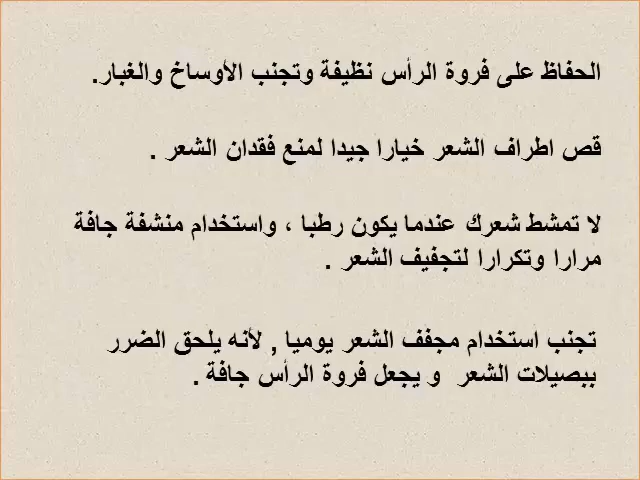 الحفاظ على فروة الرأس نظيفة وتجنب الأوساخ والغبار.
قص اطراف الشعر خيارا جيدا لمنع فقدان الشعر .
لا تمشط شعرك عندما يكون رطبا ، واستخدام منشفة جافة
مرارا وتكرارا لتجفيف الشعر .
تجنب استخدام مجفف الشعر يوميا , لأنه يلحق الضرر
ببصيلات الشعر و يجعل فروة الرأس جافة .